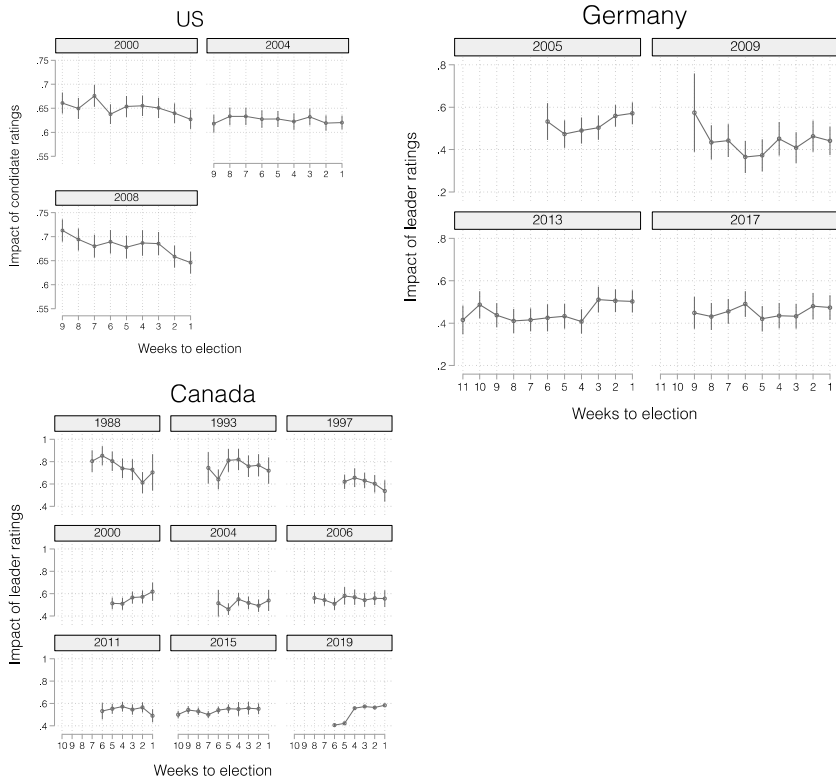 US
2000
2004
.75
.7
.65
.6
.55
9 8 7 6 5 4 3 2 1
2008
.75
.7
.65
.6
.55
9 8 7 6 5 4 3 2 1
Impact of candidate ratings
Weeks to election
Germany
2005
2009
.8
.6
.4
.2
2013
2017
.8
.6
.4
.2
11 10 9 8 7 6 5 4 3 2 1
11 10 9 8 7 6 5 4 3 2 1
Impact of leader ratings
Weeks to election
Canada
1988
1993
1997
1
.8
.6
.4
2000
2004
2006
1
.8
.6
.4
2011
2015
2019
1
.8
.6
.4
10 9 8 7 6 5 4 3 2 1
10 9 8 7 6 5 4 3 2 1
10 9 8 7 6 5 4 3 2 1
Impact of leader ratings
Weeks to election